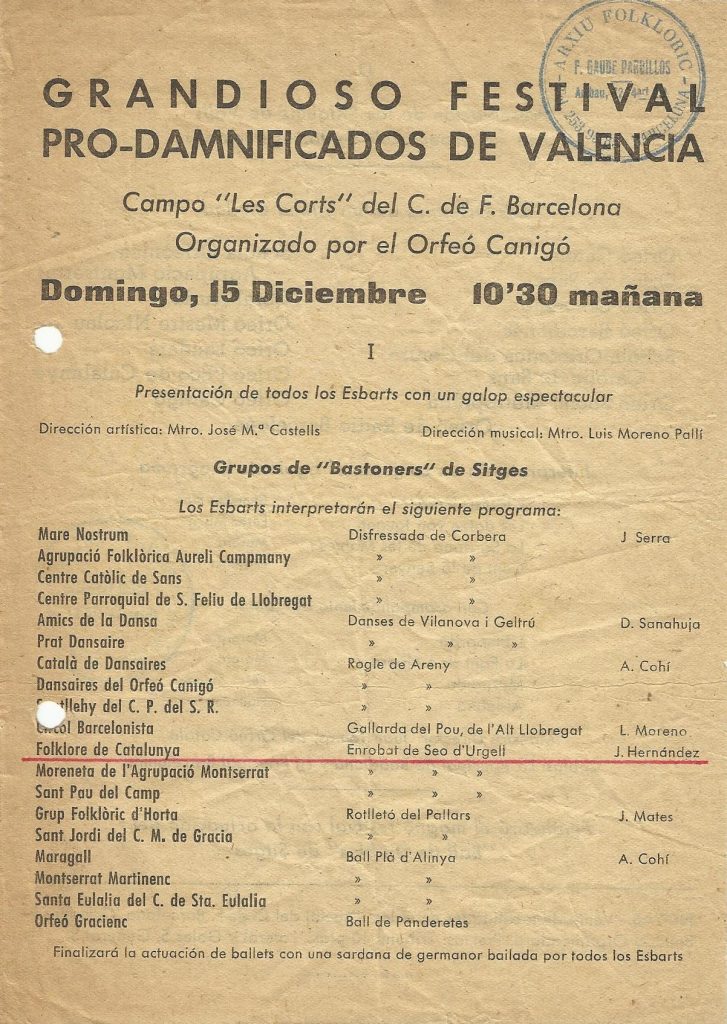 ARXIU FOLKLORIC
F. GAUDE PARDILLOS
BARCELONA
GRANDIOSO FESTIVAL
PRO-DAMNIFICADOS DE VALENCIA
Campo "Les Corts" del C. de F. Barcelona
Organizado por el Orfeó Canigó
Domingo, 15 Diciembre 10'30 mañana
I
Presentación de todos los Esbarts con un galop espectacular
Dirección artística: Mtro. José M.ª Castells Dirección musical: Mtro. Luis Moreno Pallí
Grupos de "Bastoners" de Sitges
Los Esbarts interpretarán el siguiente programa:
Mare Nostrum Disfressada de Corbera J Serra
Agrupació Folklòrica Aureli Campmany » »
Centre Catòlic de Sans » »
Centre Parroquial de S. Feliu de Llobregat » »
Amics de la Dansa Danses de Vilanova i Geltrú D. Sanahuja
Prat Dansaire » » »
Català de Dansaires Rogle de Areny A. Cohí
Dansaires del Orfeó Canigó » »
del C. P. del S. R. » »
Barcelonista Gallarda del Pou, de l'Alt Llobregat L. Moreno
Folklore de Catalunya Enrobat de Seo d'Urgell J. Hernández
Moreneta de l'Agrupació Montserrat » » »
Sant Pau del Camp » » »
Grup Folklòric d'Horta Rotlletó del Pallars J. Mates
Sant Jordi del C. M. de Gracia » »
Maragall Ball Plà d'Alinya A. Cohí
Montserrat Martinenc » »
Santa Eulalia del C. de Sta. Eulalia » »
Orfeó Gracienc Ball de Panderetes
Finalizará la actuación de ballets con una sardana de germanor bailada por todos los Esbarts